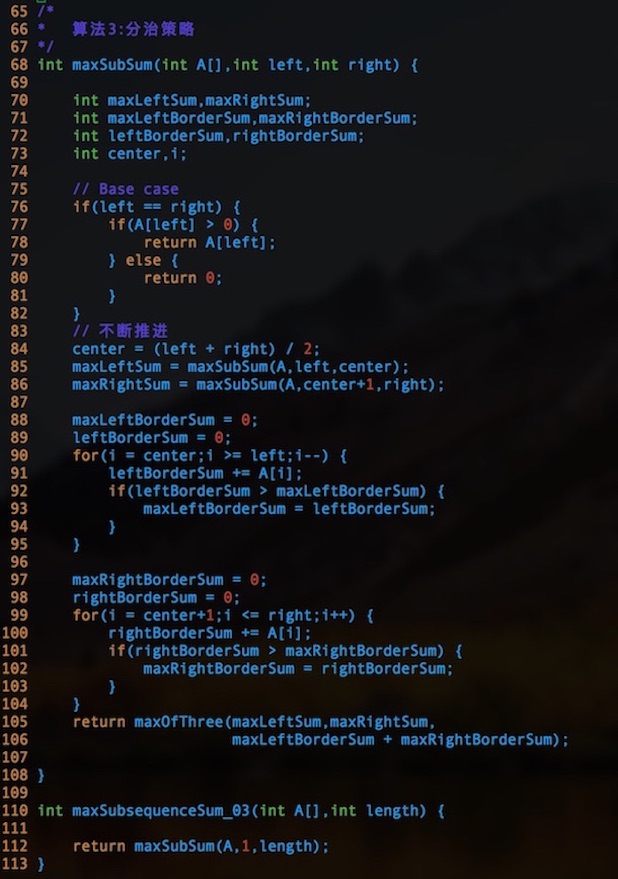 65 /*
66 *   算法3:分治策略
67 */
68 int maxSubSum(int A[],int left,int right) {
69
70     int maxLeftSum,maxRightSum;
71     int maxLeftBorderSum,maxRightBorderSum;
72     int leftBorderSum,rightBorderSum;
73     int center,i;
74
75     // Base case
76     if(left == right) {
77         if(A[left] > 0) {
78             return A[left];
79         } else {
80             return 0;
81         }
82     }
83     // 不断推进
84     center = (left + right) / 2;
85     maxLeftSum = maxSubSum(A,left,center);
86     maxRightSum = maxSubSum(A,center+1,right);
87
88     maxLeftBorderSum = 0;
89     leftBorderSum = 0;
90     for(i = center;i >= left;i--) {
91         leftBorderSum += A[i];
92         if(leftBorderSum > maxLeftBorderSum) {
93             maxLeftBorderSum = leftBorderSum;
94         }
95     }
96
97     maxRightBorderSum = 0;
98     rightBorderSum = 0;
99     for(i = center+1;i <= right;i++) {
100         rightBorderSum += A[i];
101         if(rightBorderSum > maxRightBorderSum) {
102             maxRightBorderSum = rightBorderSum;
103         }
104     }
105     return maxOfThree(maxLeftSum,maxRightSum,
106                       maxLeftBorderSum + maxRightBorderSum);
107
108 }
109
110 int maxSubsequenceSum_03(int A[],int length) {
111
112     return maxSubSum(A,1,length);
113 }